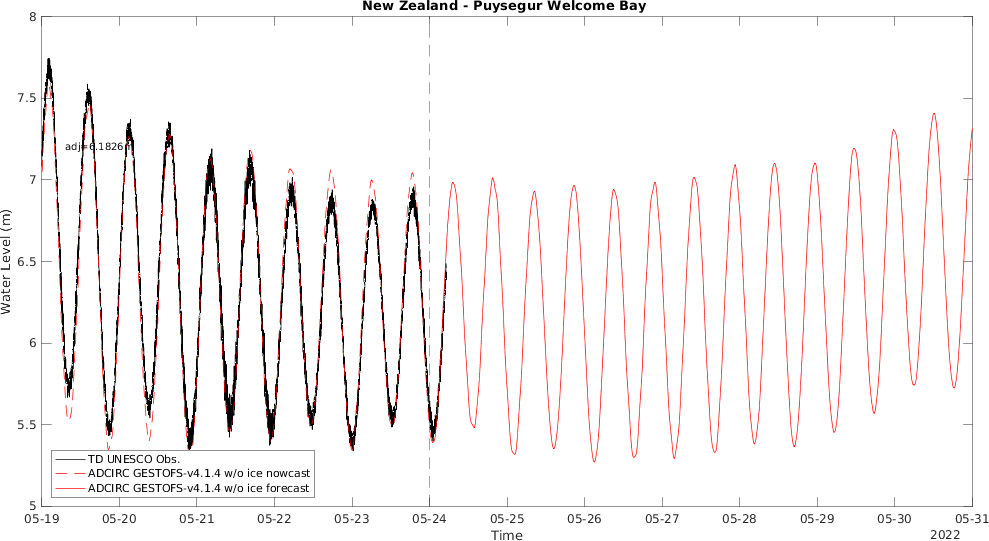 New Zealand - Puysegur Welcome Bay
8
7.5
7
6.5
6
5.5
5
Water Level (m)
adj=6.1826 m
TD UNESCO Obs.
ADCIRC GESTOFS-v4.1.4 w/o ice nowcast
ADCIRC GESTOFS-v4.1.4 w/o ice forecast
05-19 05-20 05-21 05-22 05-23 05-24 05-25 05-26 05-27 05-28 05-29 05-30 05-31
Time
2022